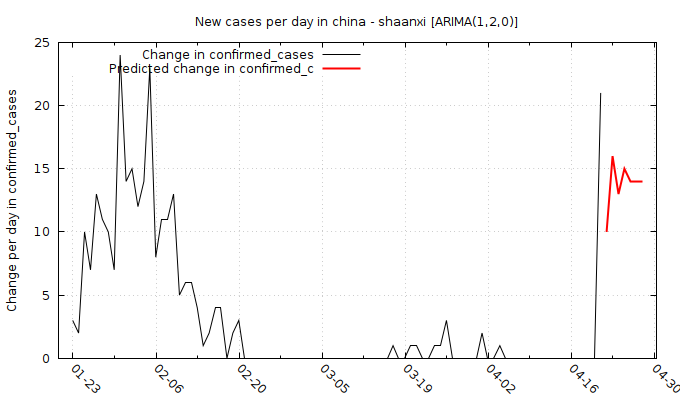 New cases per day in china - shaanxi [ARIMA(1,2,0)]
Change in confirmed_cases
Predicted change in confirmed_c
Change per day in confirmed_cases
25
20
15
10
5
0
01-23 02-06 02-20 03-05 03-19 04-02 04-16 04-30